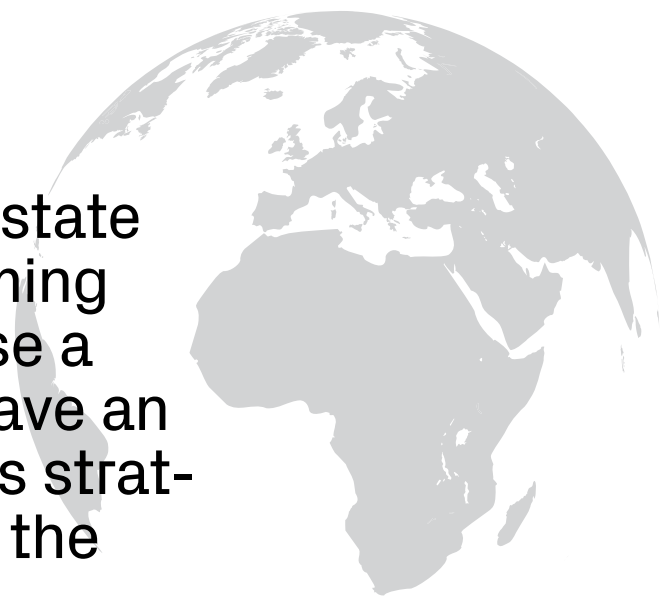 state
ning
se a
ave an
s strat-
the